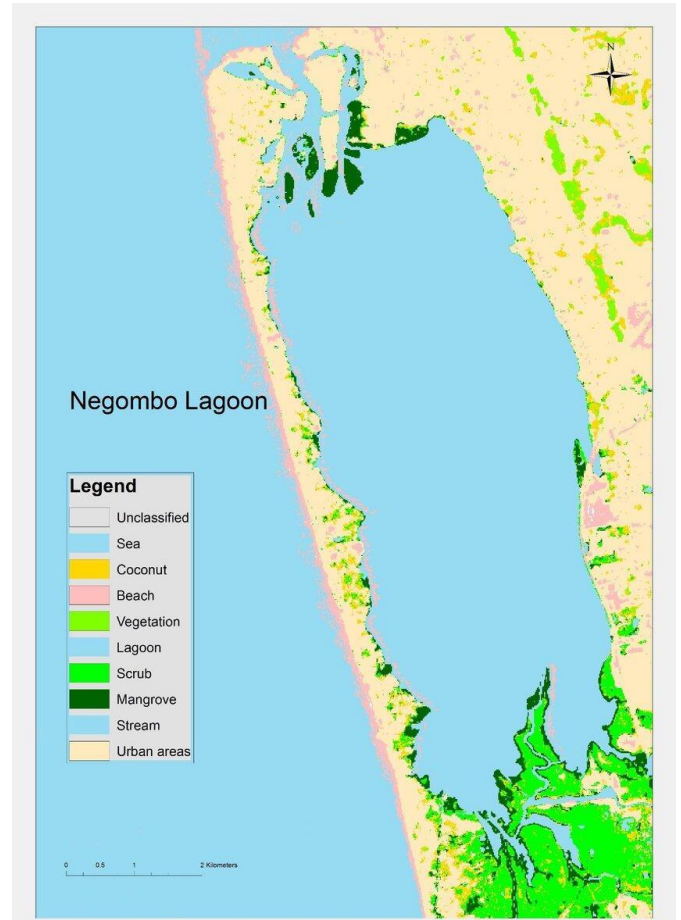 N
Negombo Lagoon
Legend
Unclassified
Sea
Coconut
Beach
Vegetation
Lagoon
Scrub
Mangrove
Stream
Urban areas
0 0.5 1 2 Kilometers